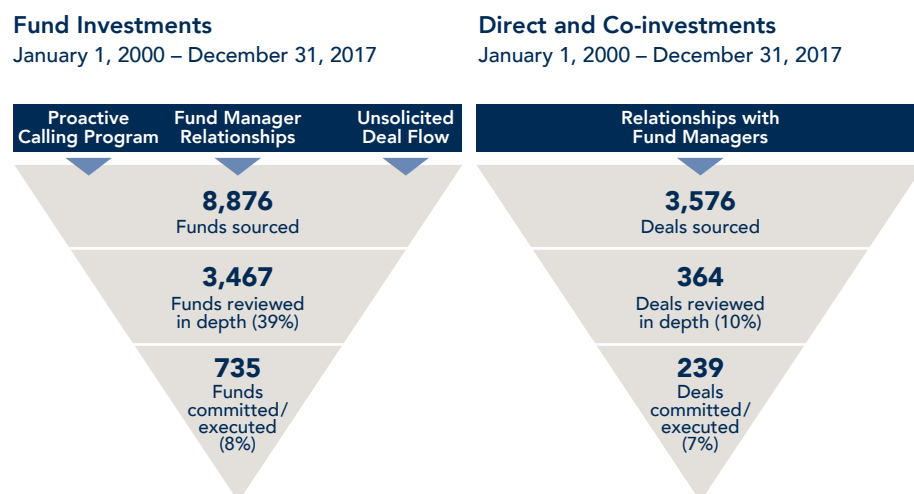 Fund Investments
January 1, 2000 – December 31, 2017
Proactive
Calling Program
Fund Manager
Relationships
Unsolicited
Deal Flow
8,876
Funds sourced
3,467
Funds reviewed
in depth (39%)
735
Funds
committed/
executed
(8%)
Direct and Co-investments
January 1, 2000 – December 31, 2017
Relationships with
Fund Managers
3,576
Deals sourced
364
Deals reviewed
in depth (10%)
239
Deals
committed/
executed
(7%)